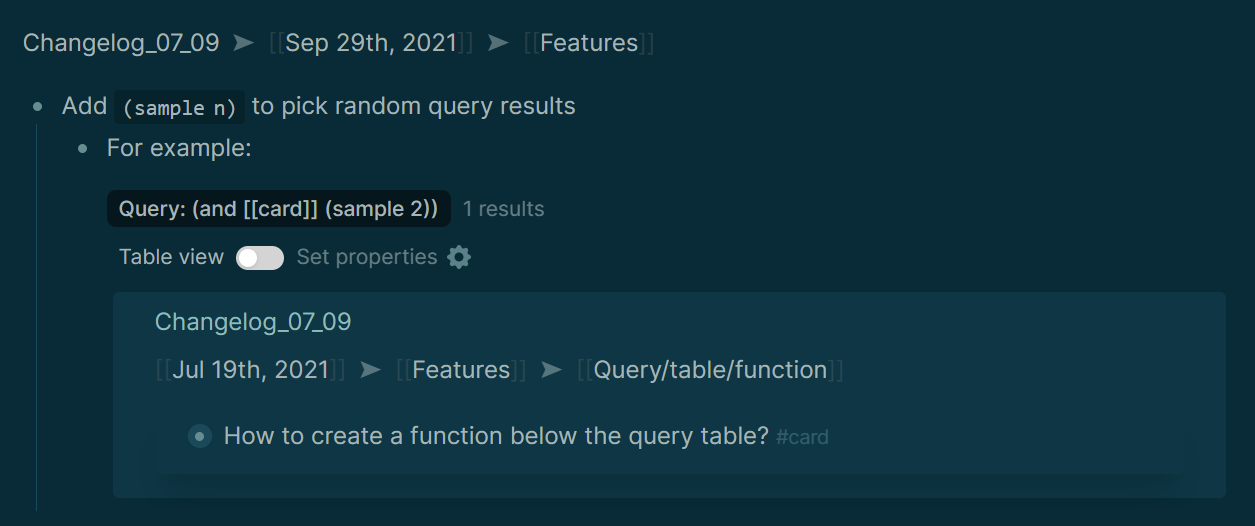 Changelog_07_09 ➤ [[Sep 29th, 2021]] ➤ [[Features]]
Add (sample n) to pick random query results
For example:
Query: (and [[card]] (sample 2)) 1 results
Table view Set properties
Changelog_07_09
[[Jul 19th, 2021]] ➤ [[Features]] ➤ [[Query/table/function]]
How to create a function below the query table? #card